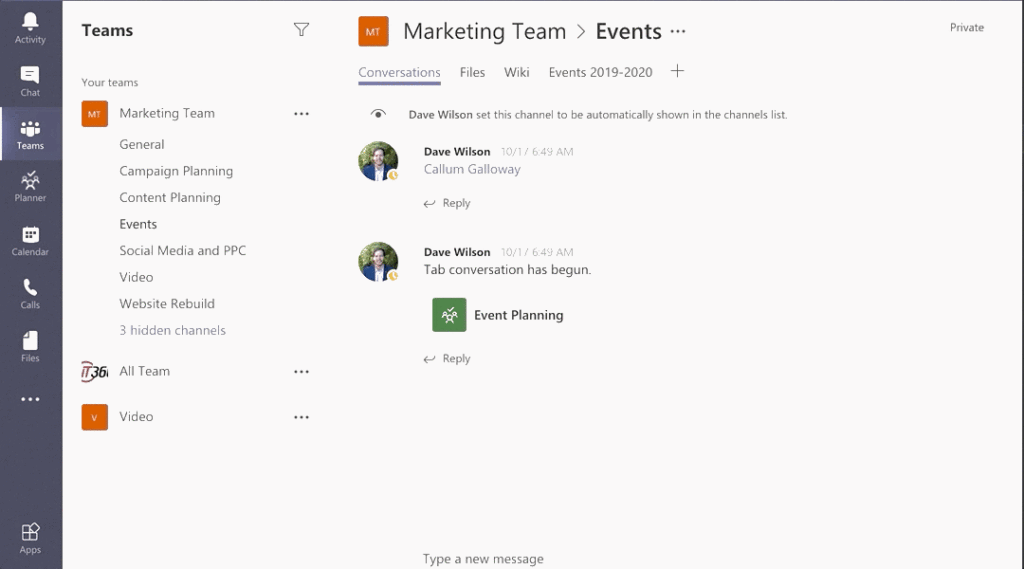 Activity
Chat
Teams
Planner
Calendar
Calls
Files
Apps
Teams
Your teams
MT Marketing Team
General
Campaign Planning
Content Planning
Events
Social Media and PPC
Video
Website Rebuild
3 hidden channels
iT36 All Team
V Video
MT Marketing Team > Events ...
Private
Conversations Files Wiki Events 2019-2020 +
Dave Wilson set this channel to be automatically shown in the channels list.
Dave Wilson 10/1/ 6:49 AM
Callum Galloway
Reply
Dave Wilson 10/1/ 6:49 AM
Tab conversation has begun.
Event Planning
Reply
Type a new message